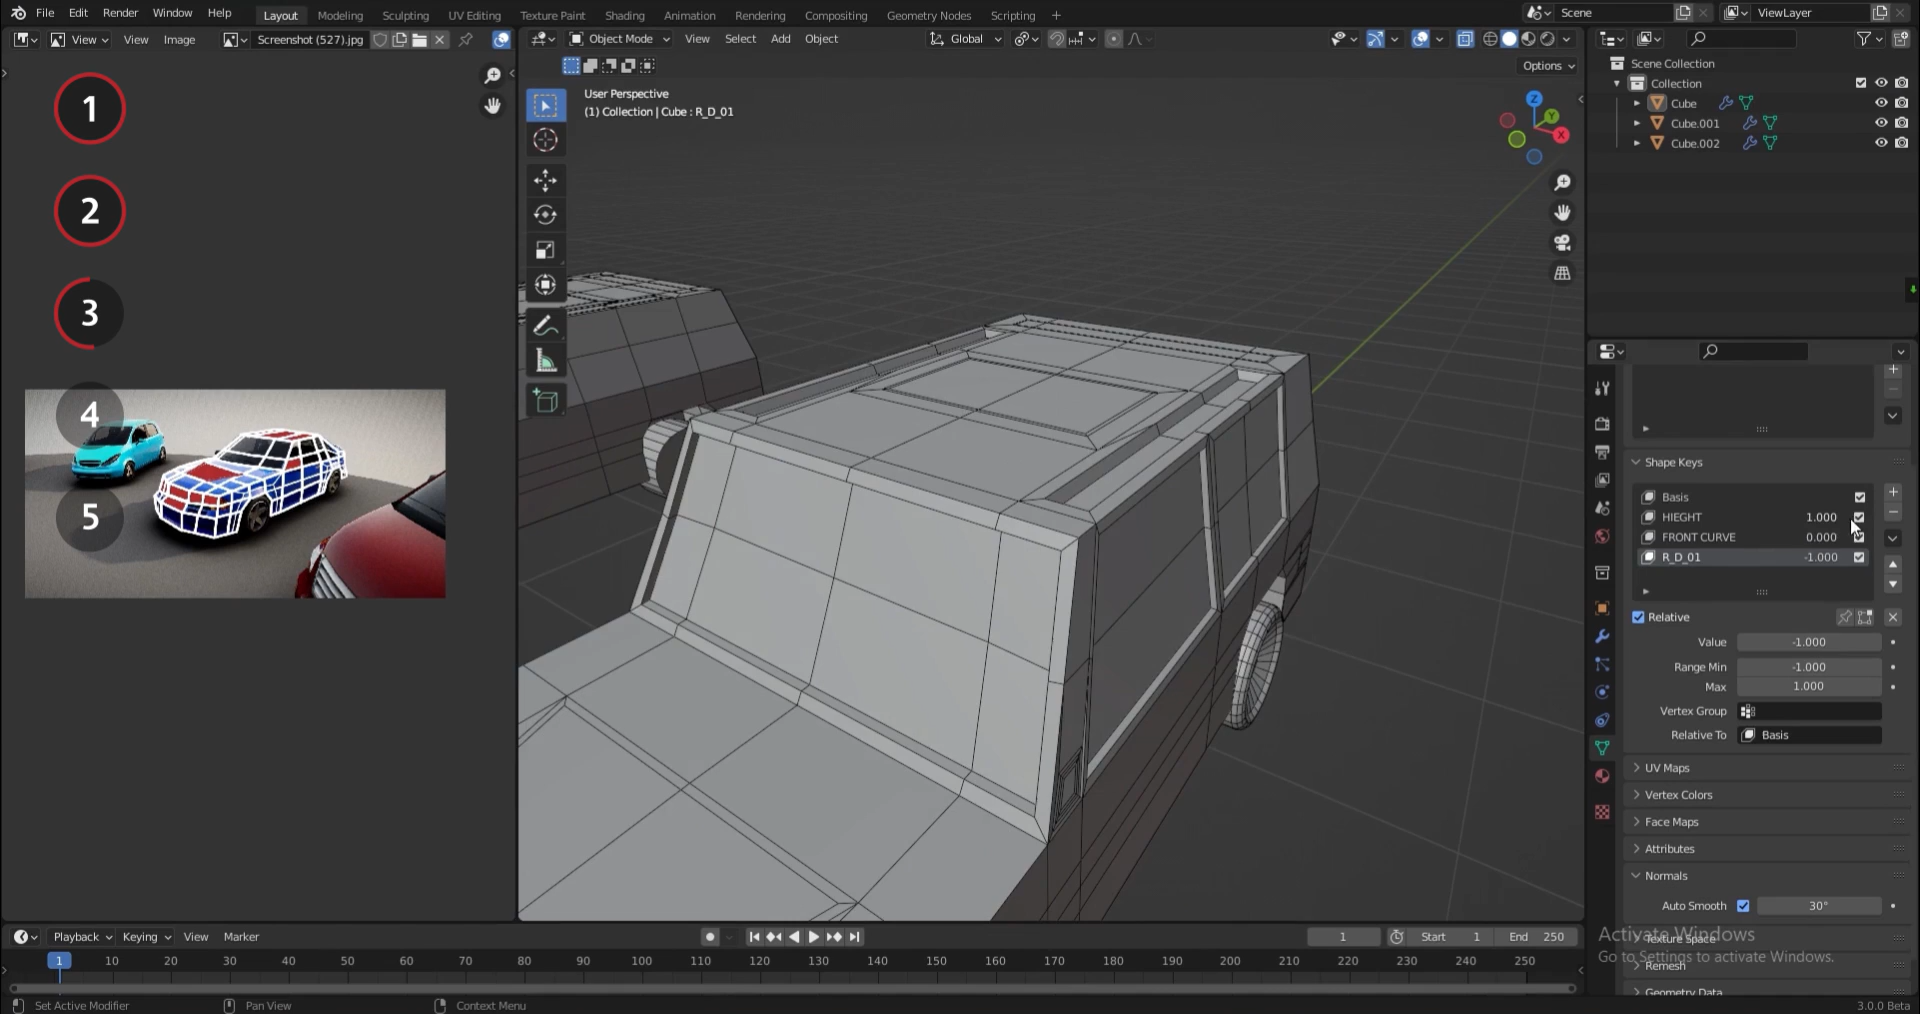 File Edit Render Window Help Layout Modeling Sculpting UV Editing Texture Paint Shading Animation Rendering Compositing Geometry Nodes Scripting + Scene ViewLayer
View View Image Screenshot (527).jpg Object Mode View Select Add Object Global
Options
User Perspective
(1) Collection | Cube : R_D_01
Z
Y
X
1
2
3
4
5
Scene Collection
Collection
Cube
Cube.001
Cube.002
Shape Keys
Basis
HIEGHT 1.000
FRONT CURVE 0.000
R_D_01 -1.000
Relative
Value -1.000
Range Min -1.000
Max 1.000
Vertex Group
Relative To Basis
UV Maps
Vertex Colors
Face Maps
Attributes
Normals
Auto Smooth 30°
Texture Space
Activate Windows
Go to Settings to activate Windows.
Remesh
Geometry Data
Playback Keying View Marker 1 Start 1 End 250
1 10 20 30 40 50 60 70 80 90 100 110 120 130 140 150 160 170 180 190 200 210 220 230 240 250
Set Active Modifier Pan View Context Menu 3.0.0 Beta